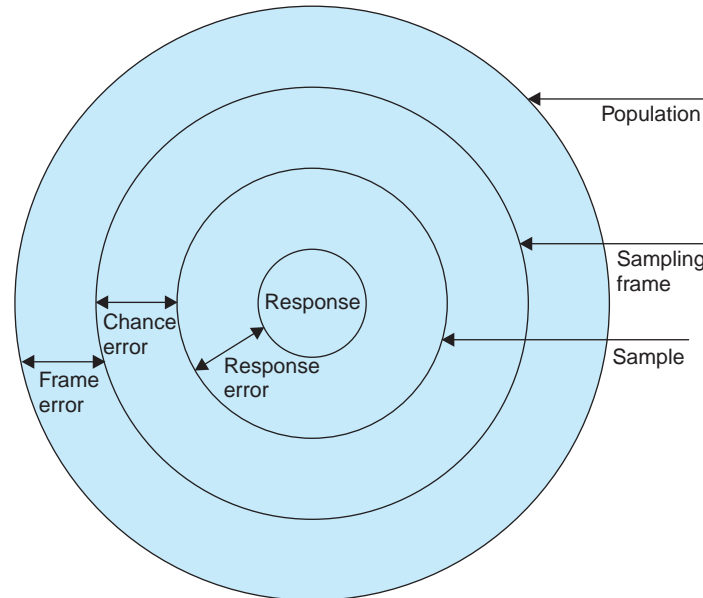 Population
Sampling
frame
Response
Chance
error
Response
error
Sample
Frame
error